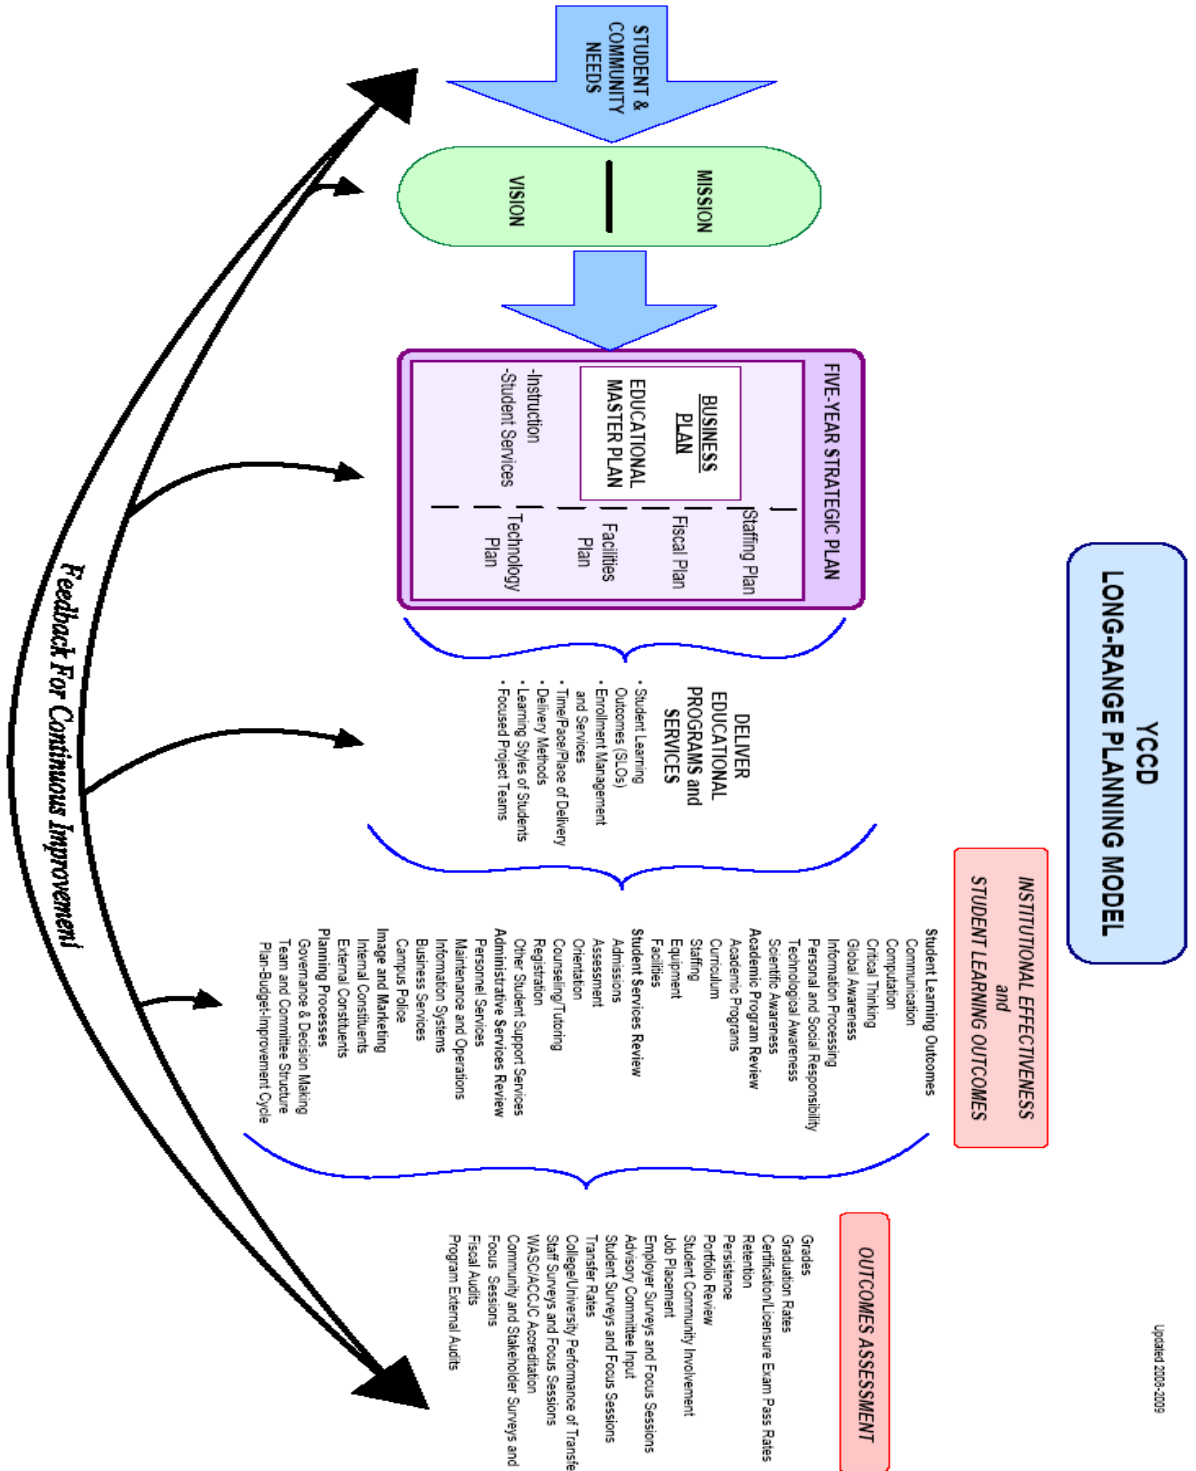 YCCD
LONG-RANGE PLANNING MODEL
Updated 2008-2009
STUDENT &
COMMUNITY
NEEDS
MISSION
VISION
FIVE-YEAR STRATEGIC PLAN
BUSINESS
PLAN
EDUCATIONAL
MASTER PLAN
-Instruction
-Student Services
Staffing Plan
Fiscal Plan
Facilities
Plan
Technology
Plan
DELIVER
EDUCATIONAL
PROGRAMS and
SERVICES
• Student Learning
Outcomes (SLOs)
• Enrollment Management
and Services
• Time/Pace/Place of Delivery
• Delivery Methods
• Learning Styles of Students
• Focused Project Teams
INSTITUTIONAL EFFECTIVENESS
and
STUDENT LEARNING OUTCOMES
Student Learning Outcomes
Communication
Computation
Critical Thinking
Global Awareness
Information Processing
Personal and Social Responsibility
Technological Awareness
Scientific Awareness
Academic Program Review
Academic Programs
Curriculum
Staffing
Equipment
Facilities
Student Services Review
Admissions
Assessment
Orientation
Counseling/Tutoring
Registration
Other Student Support Services
Administrative Services Review
Personnel Services
Maintenance and Operations
Information Systems
Business Services
Campus Police
Image and Marketing
Internal Constituents
External Constituents
Planning Processes
Governance & Decision Making
Team and Committee Structure
Plan-Budget-Improvement Cycle
OUTCOMES ASSESSMENT
Grades
Graduation Rates
Certification/Licensure Exam Pass Rates
Retention
Persistence
Portfolio Review
Student Community Involvement
Job Placement
Employer Surveys and Focus Sessions
Advisory Committee Input
Student Surveys and Focus Sessions
Transfer Rates
College/University Performance of Transfe
Staff Surveys and Focus Sessions
WASC/ACCJC Accreditation
Community and Stakeholder Surveys and
Focus Sessions
Fiscal Audits
Program External Audits
Feedback For Continuous Improvement